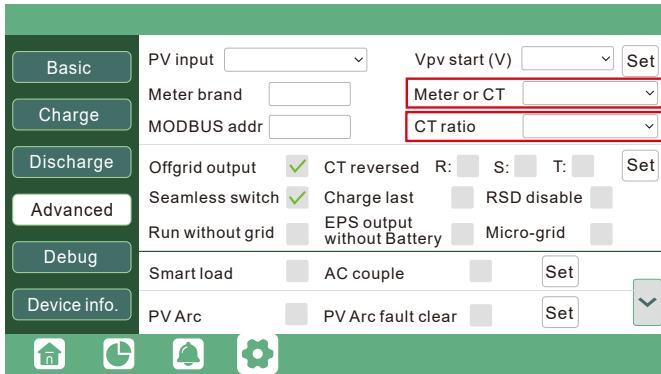 Basic
Charge
Discharge
Advanced
Debug
Device info.
PV input
Vpv start (V)
Set
Meter brand
Meter or CT
MODBUS addr
CT ratio
Offgrid output
CT reversed R: S: T:
Set
Seamless switch
Charge last
RSD disable
Run without grid
EPS output
without Battery
Micro-grid
Smart load
AC couple
Set
PV Arc
PV Arc fault clear
Set